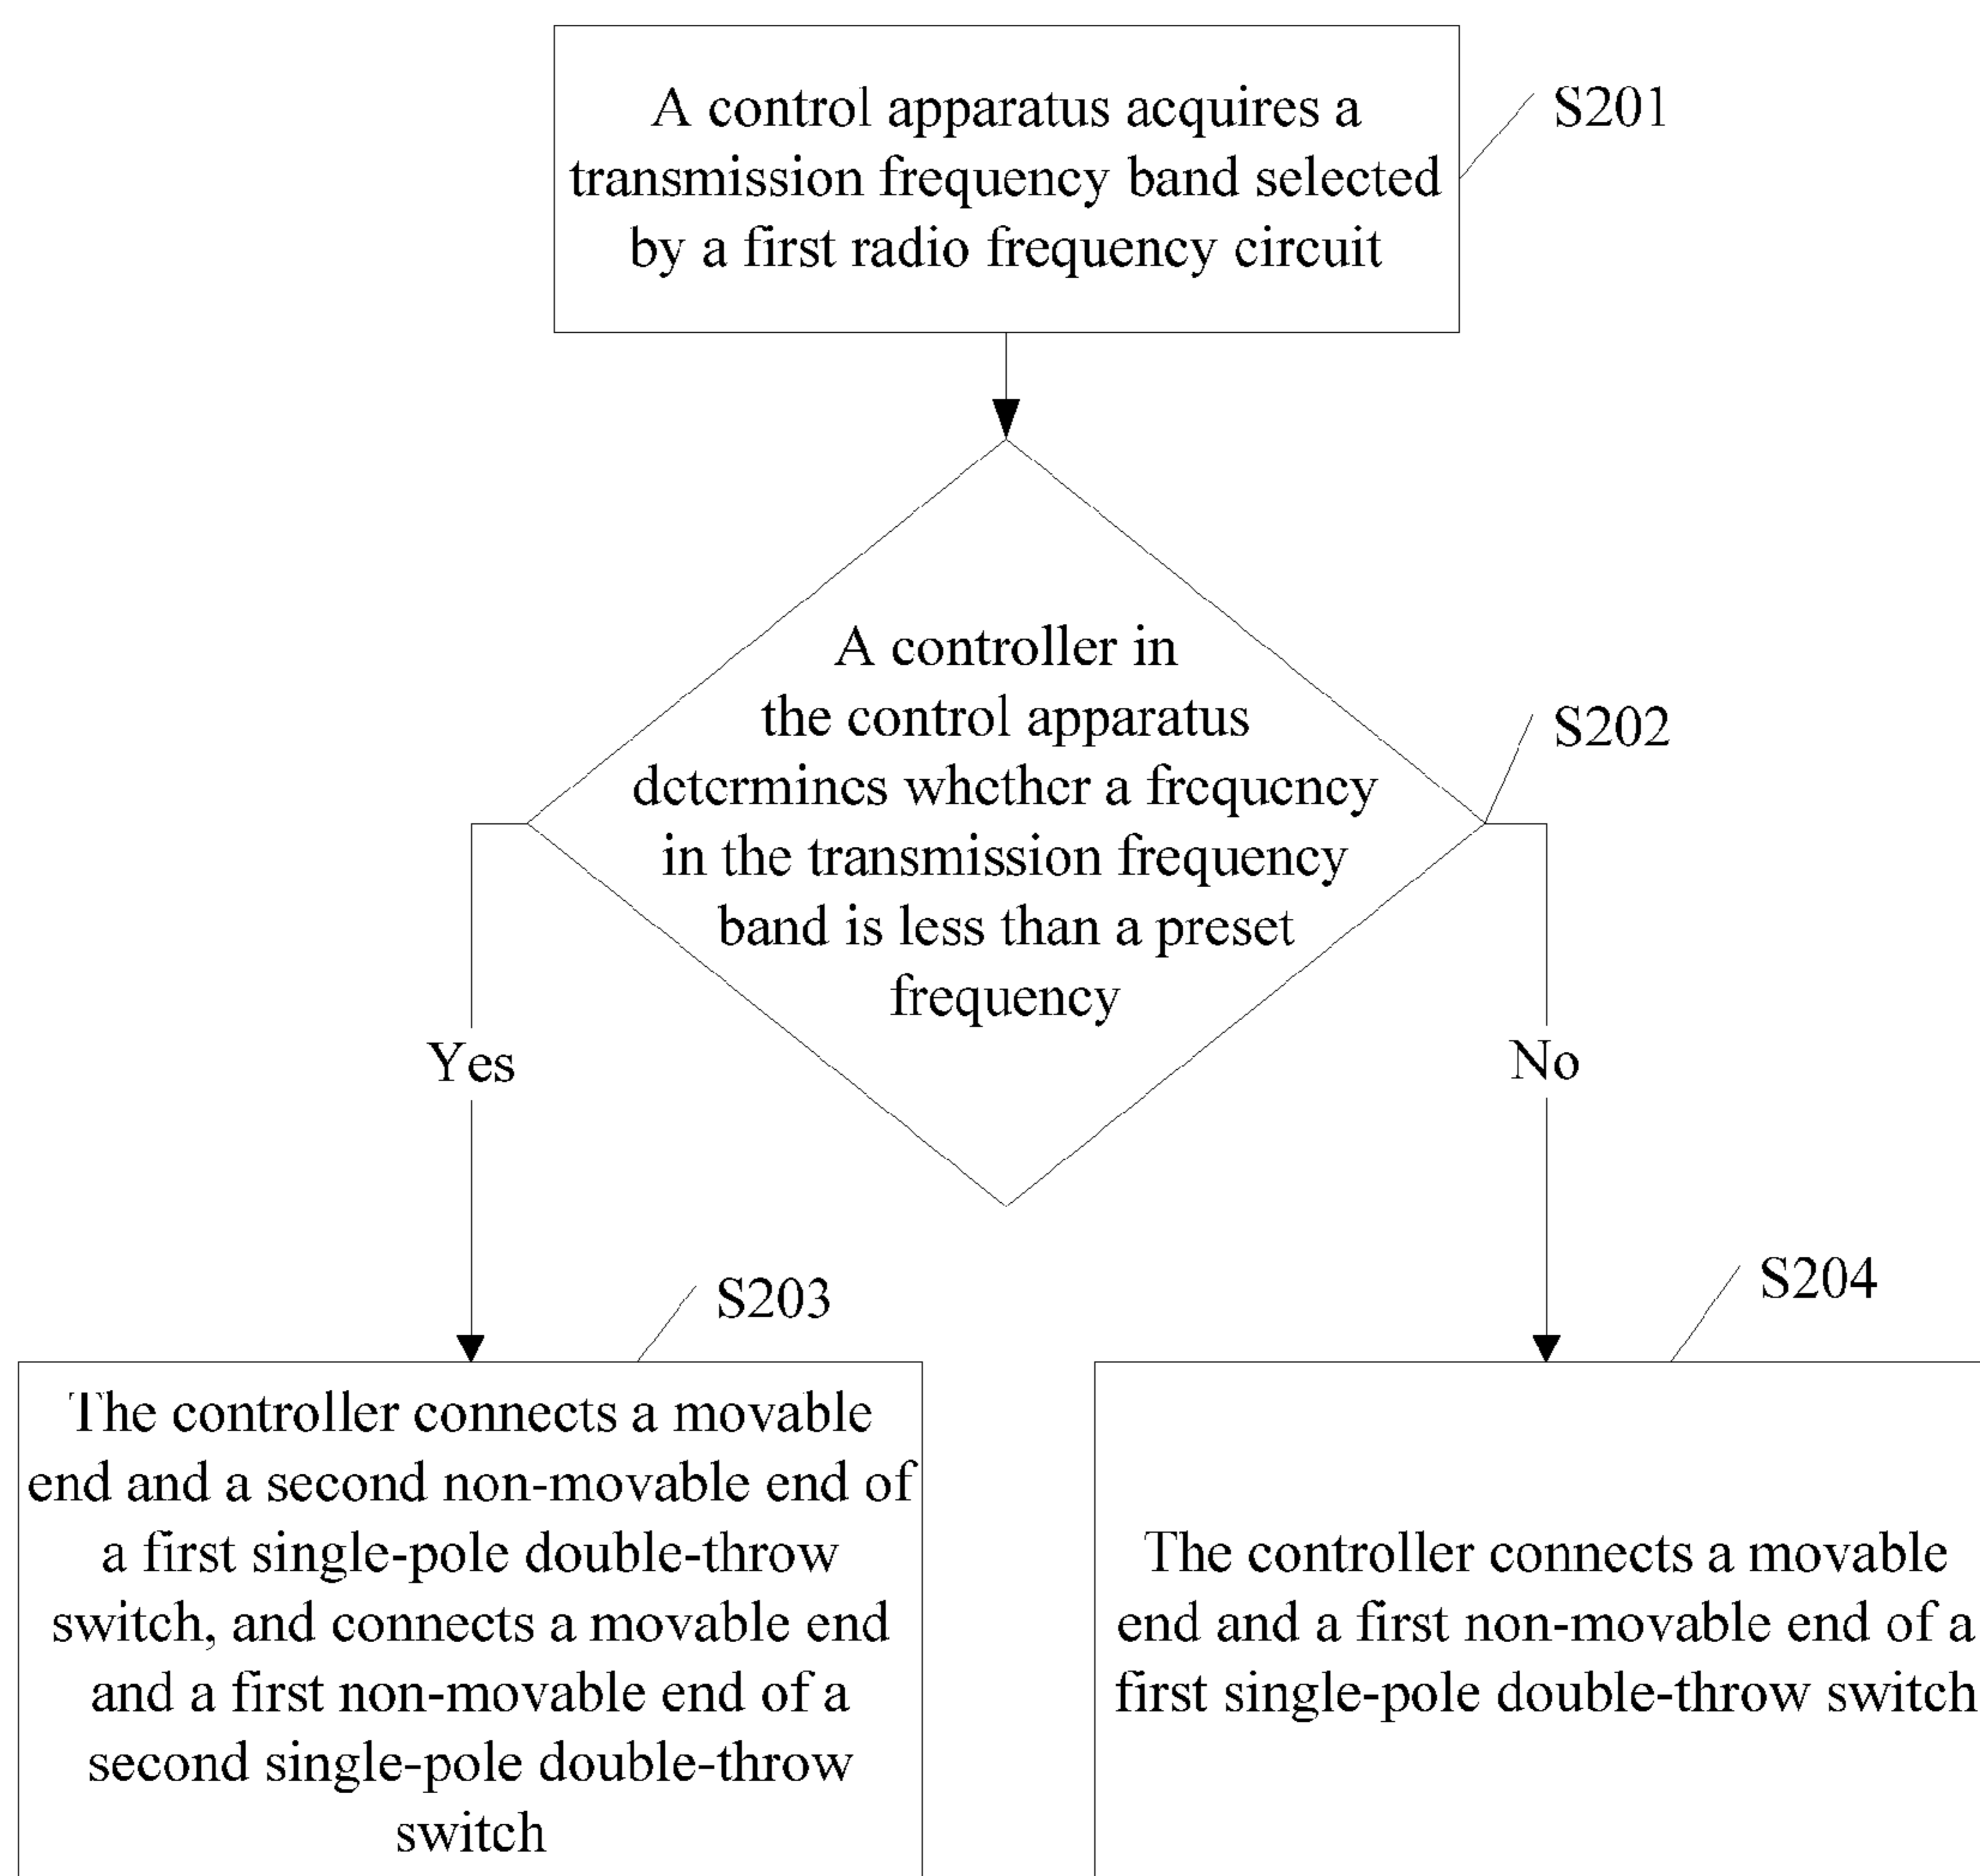 A control apparatus acquires a
transmission frequency band selected
by a first radio frequency circuit
S201
A controller in
the control apparatus
determines whether a frequency
in the transmission frequency
band is less than a preset
frequency
S202
Yes
No
S203
The controller connects a movable
end and a second non-movable end of
a first single-pole double-throw
switch, and connects a movable end
and a first non-movable end of a
second single-pole double-throw
switch
S204
The controller connects a movable
end and a first non-movable end of a
first single-pole double-throw switch